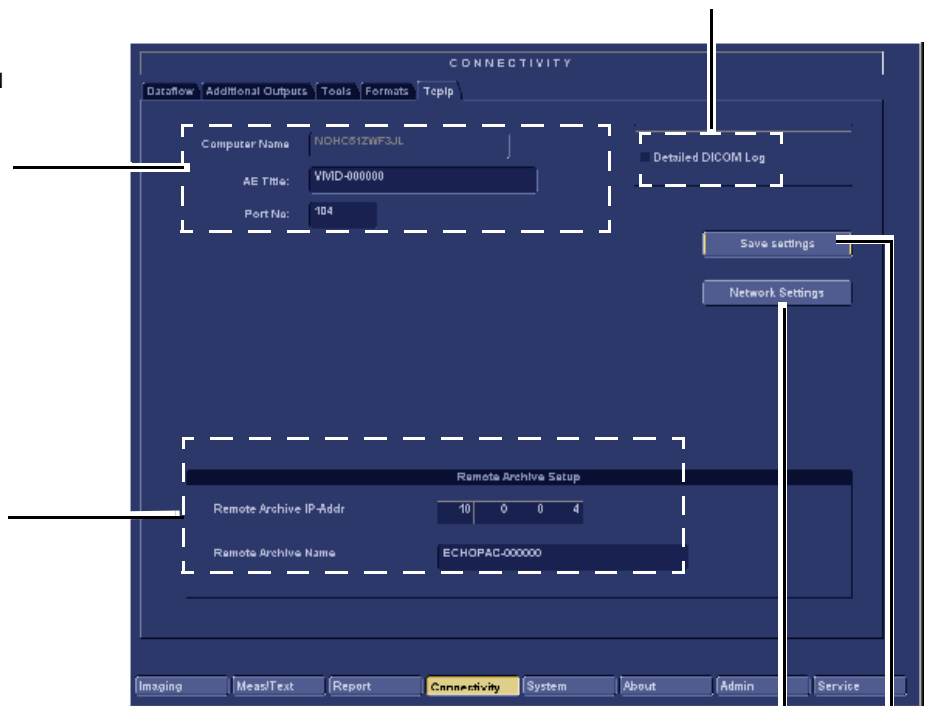 CONNECTIVITY
Dataflow Additional Outputs Tools Formats Tcpip
Computer Name NOHC51ZWF3JL
AE Title: VIVID-000000
Port No: 104
Detailed DICOM Log
Save settings
Network Settings
Remote Archive Setup
Remote Archive IP-Addr 10 0 0 4
Remote Archive Name ECHOPAC-000000
Imaging Meas/Text Report Connectivity System About Admin Service